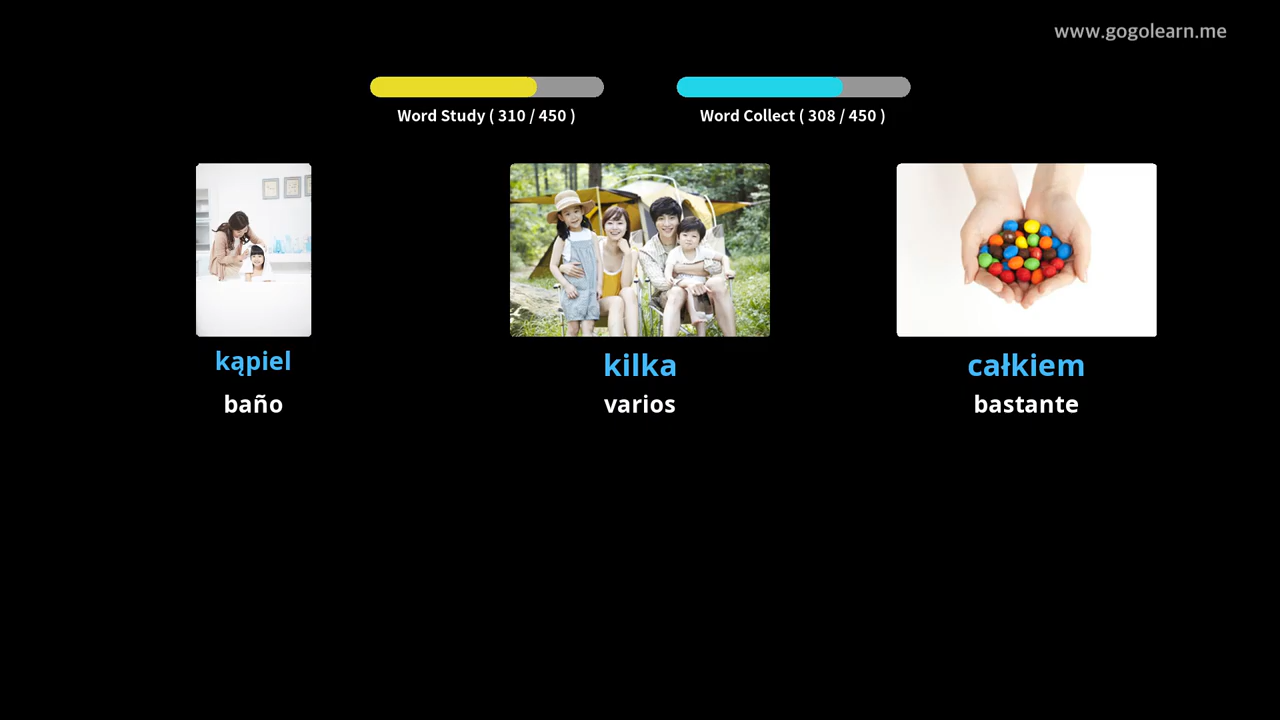 www.gogolearn.me
Word Study ( 310 / 450 )
Word Collect ( 308 / 450 )
kąpiel
kilka
całkiem
baño
varios
bastante